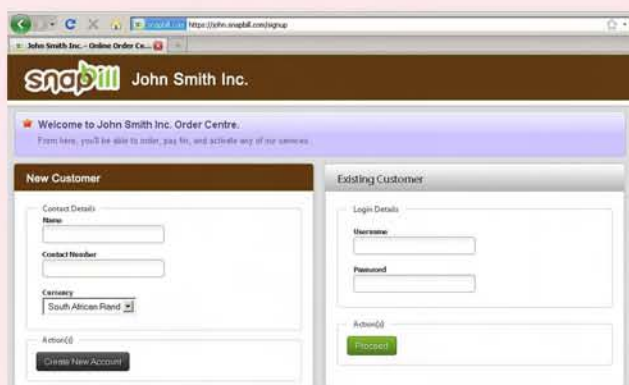 snapbill.com https://john.snapbill.com/signup
John Smith Inc. - Online Order Ce...
snapbill John Smith Inc.
Welcome to John Smith Inc. Order Centre.
From here, you'll be able to order, pay for, and activate any of our services.
New Customer
Contact Details
Name
Contact Number
Currency
South African Rand
Action(s)
Create New Account
Existing Customer
Login Details
Username
Password
Action(s)
Proceed